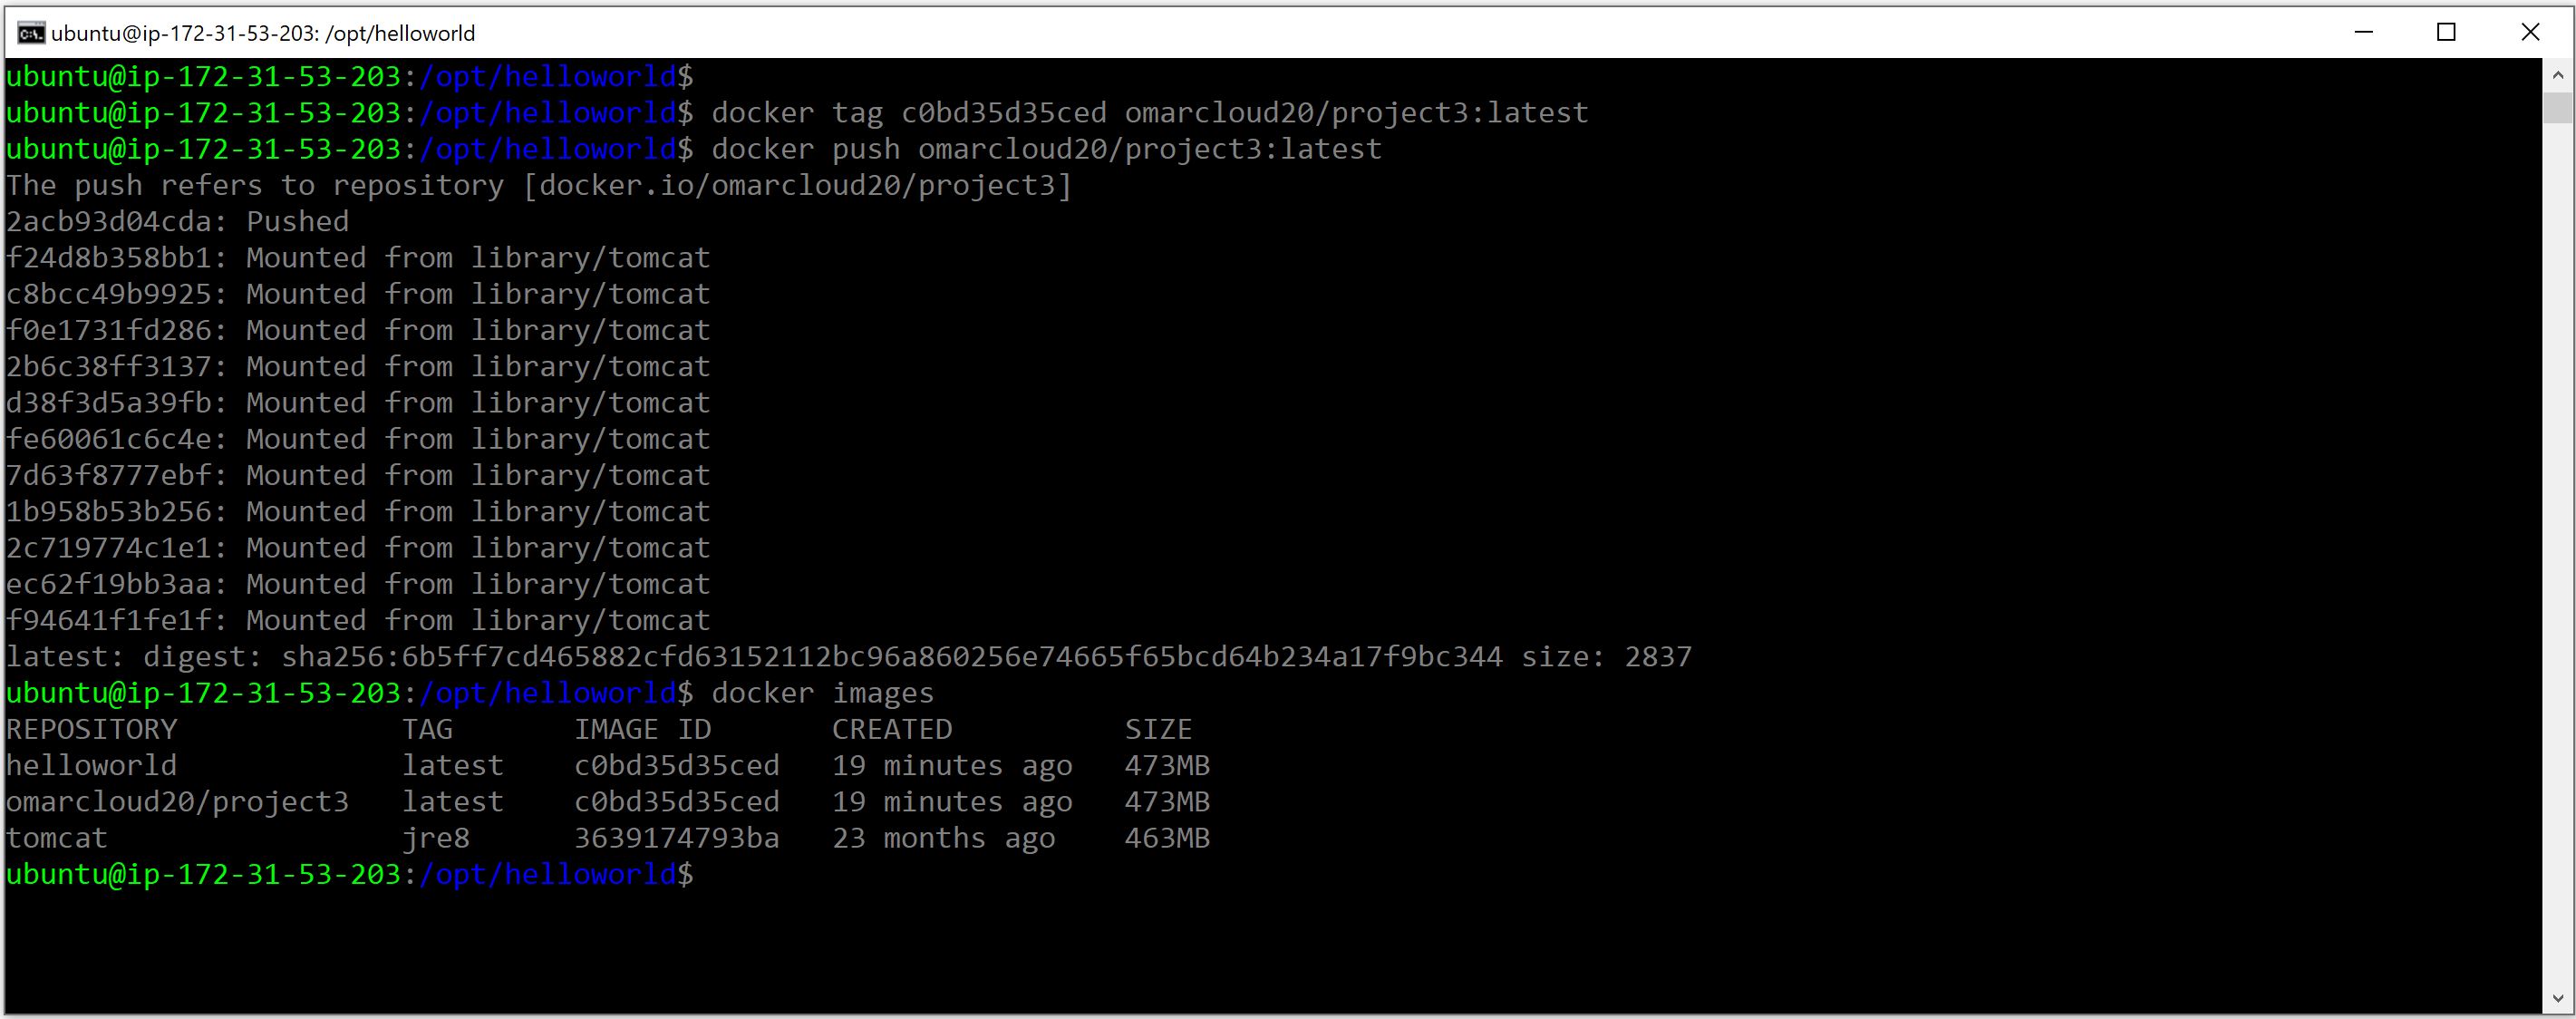 ubuntu@ip-172-31-53-203: /opt/helloworld
ubuntu@ip-172-31-53-203:/opt/helloworld$
ubuntu@ip-172-31-53-203:/opt/helloworld$ docker tag c0bd35d35ced omarcloud20/project3:latest
ubuntu@ip-172-31-53-203:/opt/helloworld$ docker push omarcloud20/project3:latest
The push refers to repository [docker.io/omarcloud20/project3]
2acb93d04cda: Pushed
f24d8b358bb1: Mounted from library/tomcat
c8bcc49b9925: Mounted from library/tomcat
f0e1731fd286: Mounted from library/tomcat
2b6c38ff3137: Mounted from library/tomcat
d38f3d5a39fb: Mounted from library/tomcat
fe60061c6c4e: Mounted from library/tomcat
7d63f8777ebf: Mounted from library/tomcat
1b958b53b256: Mounted from library/tomcat
2c719774c1e1: Mounted from library/tomcat
ec62f19bb3aa: Mounted from library/tomcat
f94641f1fe1f: Mounted from library/tomcat
latest: digest: sha256:6b5ff7cd465882cfd63152112bc96a860256e74665f65bcd64b234a17f9bc344 size: 2837
ubuntu@ip-172-31-53-203:/opt/helloworld$ docker images
REPOSITORY             TAG       IMAGE ID       CREATED          SIZE
helloworld             latest    c0bd35d35ced   19 minutes ago   473MB
omarcloud20/project3   latest    c0bd35d35ced   19 minutes ago   473MB
tomcat                 jre8      3639174793ba   23 months ago    463MB
ubuntu@ip-172-31-53-203:/opt/helloworld$